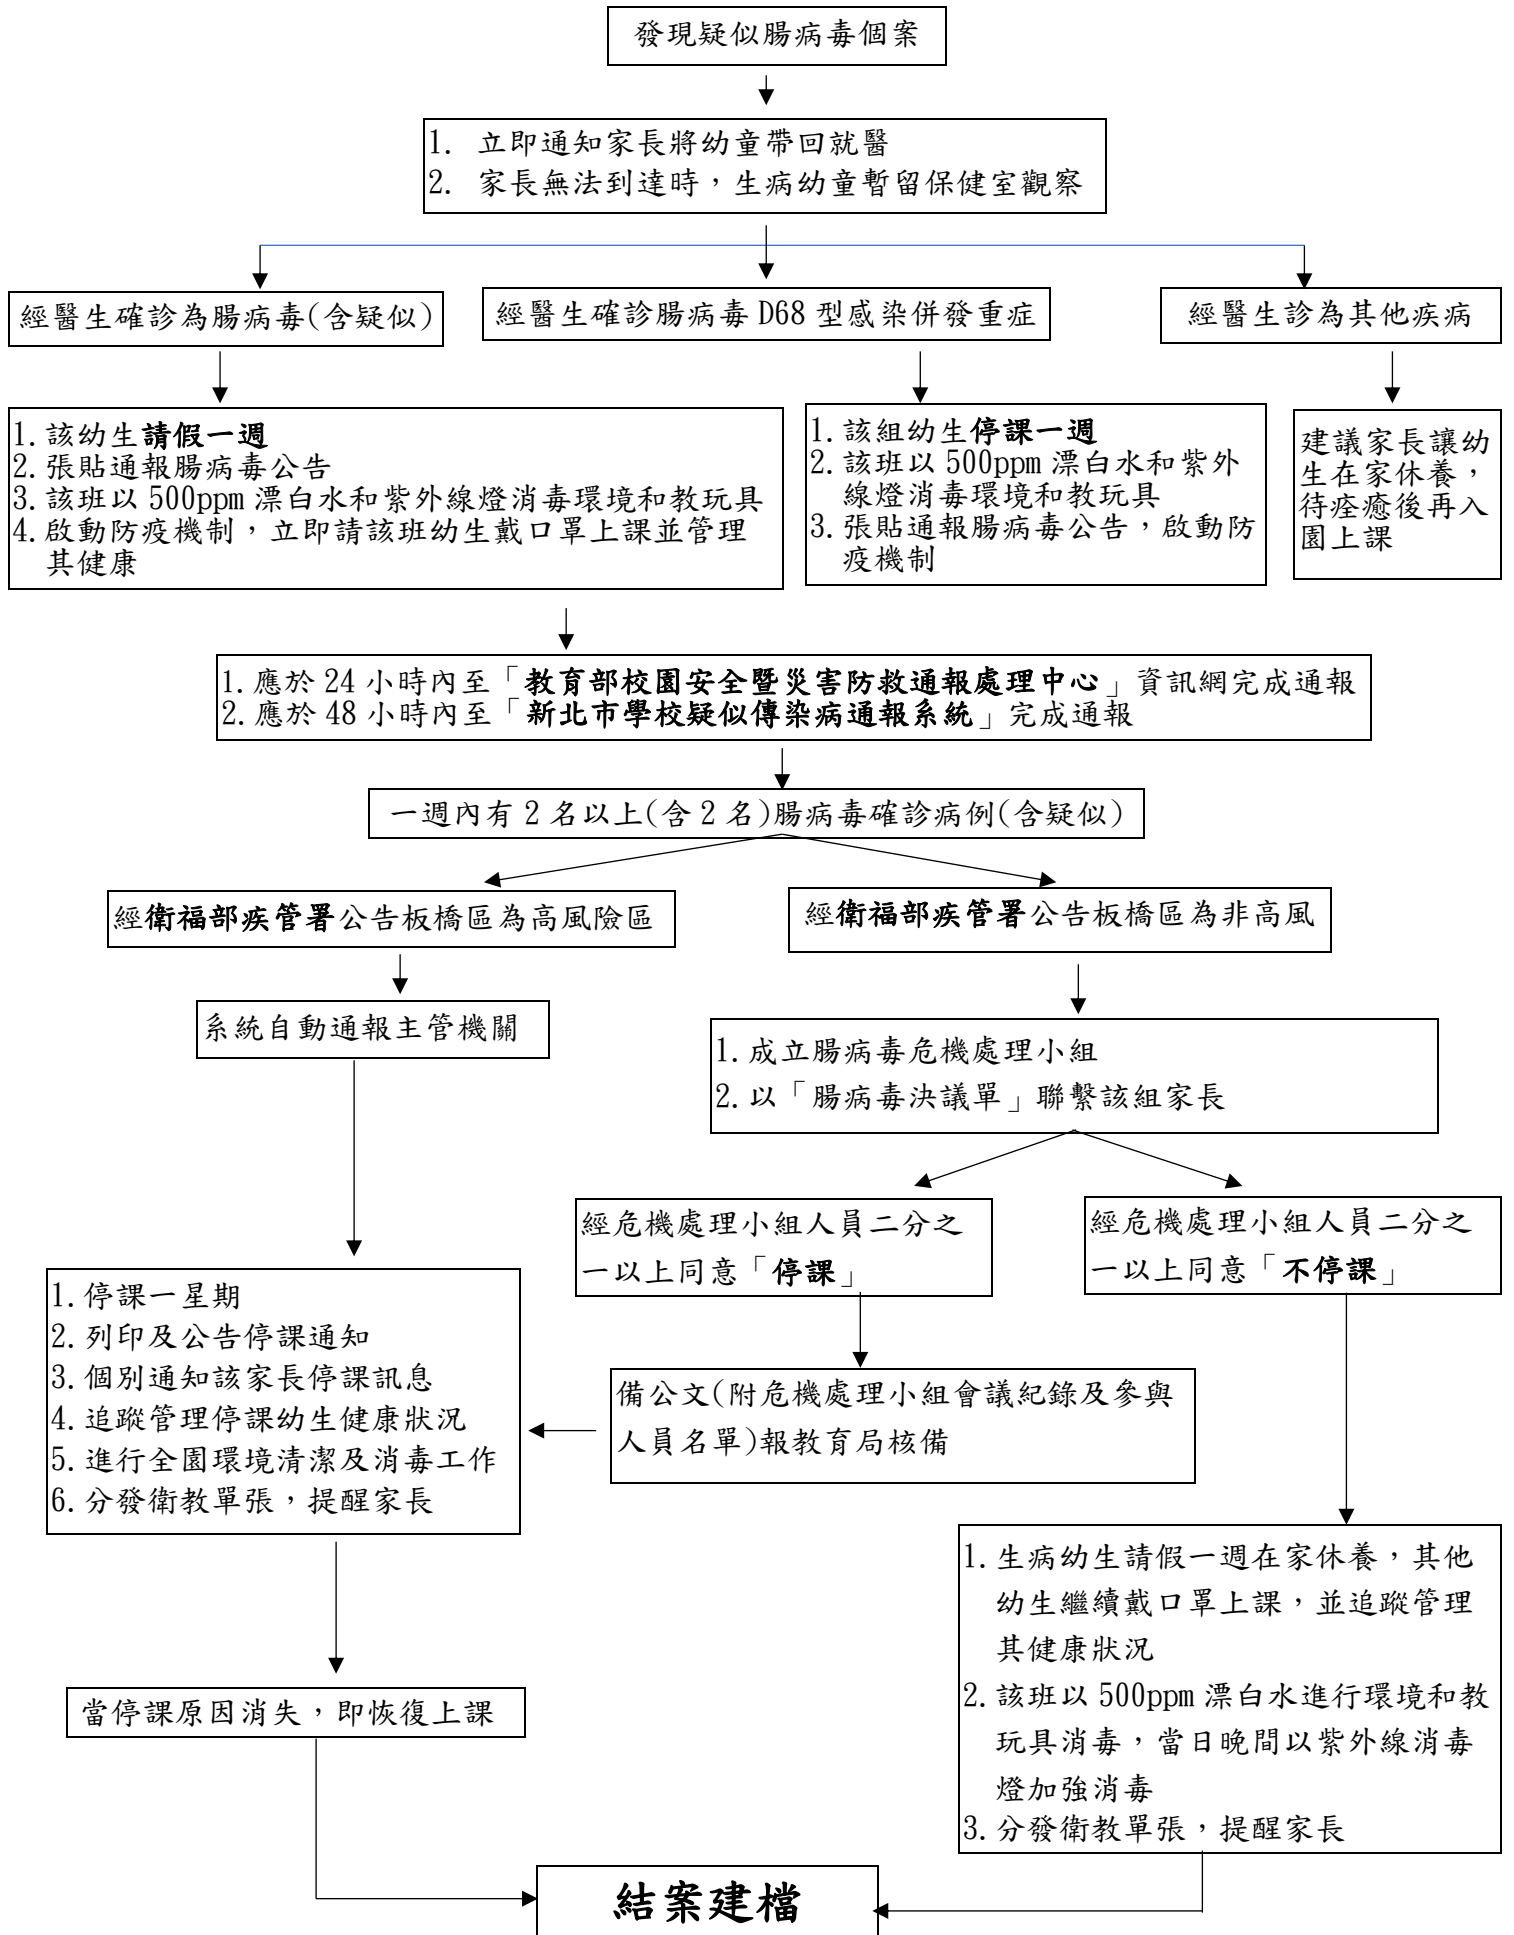 發現疑似腸病毒個案
1. 立即通知家長將幼童帶回就醫
2. 家長無法到達時，生病幼童暫留保健室觀察
經醫生確診為腸病毒(含疑似)
經醫生確診腸病毒 D68 型感染併發重症
經醫生診為其他疾病
1.該幼生請假一週
2.張貼通報腸病毒公告
3.該班以 500ppm 漂白水和紫外線燈消毒環境和教玩具
4.啟動防疫機制，立即請該班幼生戴口罩上課並管理
其健康
1.該組幼生停課一週
2.該班以 500ppm 漂白水和紫外
線燈消毒環境和教玩具
3.張貼通報腸病毒公告，啟動防
疫機制
建議家長讓幼
生在家休養，
待痊癒後再入
園上課
1.應於 24 小時內至「教育部校園安全暨災害防救通報處理中心」資訊網完成通報
2.應於 48 小時內至「新北市學校疑似傳染病通報系統」完成通報
一週內有 2 名以上(含 2 名)腸病毒確診病例(含疑似)
經衛福部疾管署公告板橋區為高風險區
經衛福部疾管署公告板橋區為非高風
系統自動通報主管機關
1.成立腸病毒危機處理小組
2.以「腸病毒決議單」聯繫該組家長
經危機處理小組人員二分之
一以上同意「停課」
經危機處理小組人員二分之
一以上同意「不停課」
1.停課一星期
2.列印及公告停課通知
3.個別通知該家長停課訊息
4.追蹤管理停課幼生健康狀況
5.進行全園環境清潔及消毒工作
6.分發衛教單張，提醒家長
備公文(附危機處理小組會議紀錄及參與
人員名單)報教育局核備
1.生病幼生請假一週在家休養，其他
幼生繼續戴口罩上課，並追蹤管理
其健康狀況
2.該班以 500ppm 漂白水進行環境和教
玩具消毒，當日晚間以紫外線消毒
燈加強消毒
3.分發衛教單張，提醒家長
當停課原因消失，即恢復上課
結案建檔